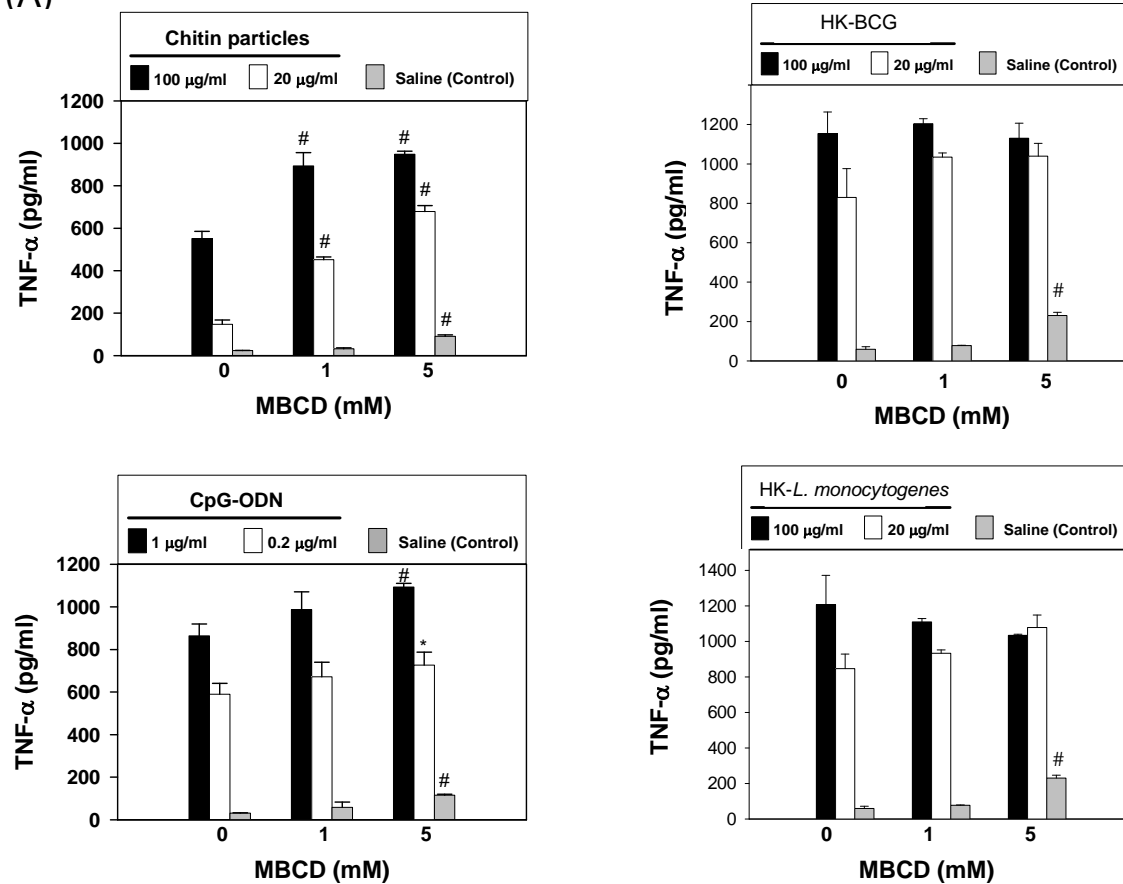 (A)
Chitin particles
100 μg/ml 20 μg/ml Saline (Control)
1200
1000
800
600
400
200
0
TNF-α (pg/ml)
# # # # #
0 1 5
MBCD (mM)
HK-BCG
100 μg/ml 20 μg/ml Saline (Control)
1200
1000
800
600
400
200
0
TNF-α (pg/ml)
#
0 1 5
MBCD (mM)
CpG-ODN
1 μg/ml 0.2 μg/ml Saline (Control)
1200
1000
800
600
400
200
0
TNF-α (pg/ml)
# * #
0 1 5
MBCD (mM)
HK-L. monocytogenes
100 μg/ml 20 μg/ml Saline (Control)
1400
1200
1000
800
600
400
200
0
TNF-α (pg/ml)
#
0 1 5
MBCD (mM)